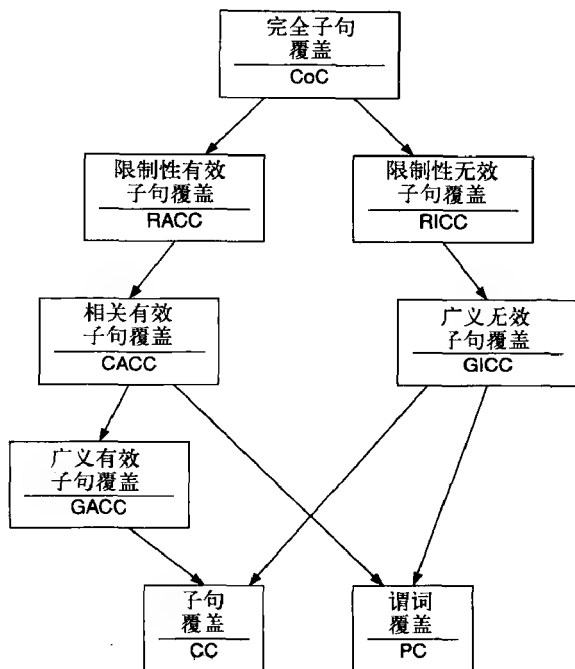 完全子句
覆盖
CoC
限制性有效
子句覆盖
RACC
限制性无效
子句覆盖
RICC
相关有效
子句覆盖
CACC
广义无效
子句覆盖
GICC
广义有效
子句覆盖
GACC
子句
覆盖
CC
谓词
覆盖
PC